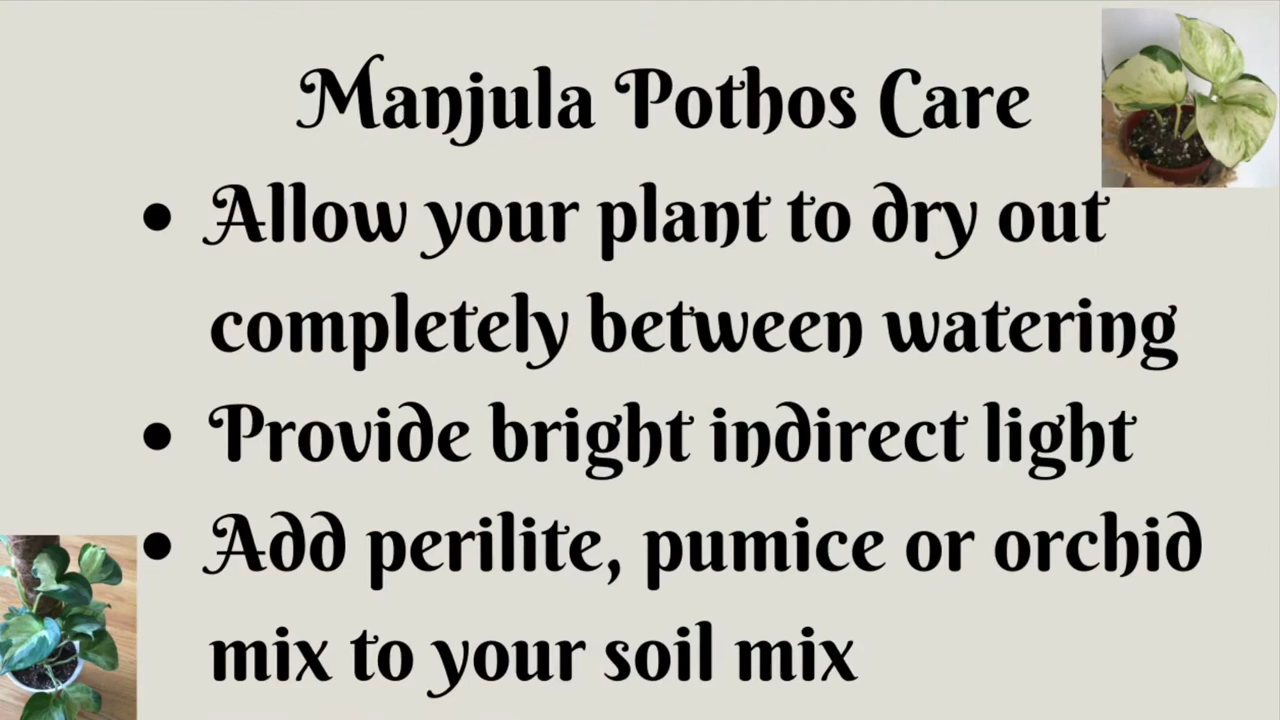 Manjula Pothos Care
• Allow your plant to dry out
completely between watering
• Provide bright indirect light
• Add perilite, pumice or orchid
mix to your soil mix